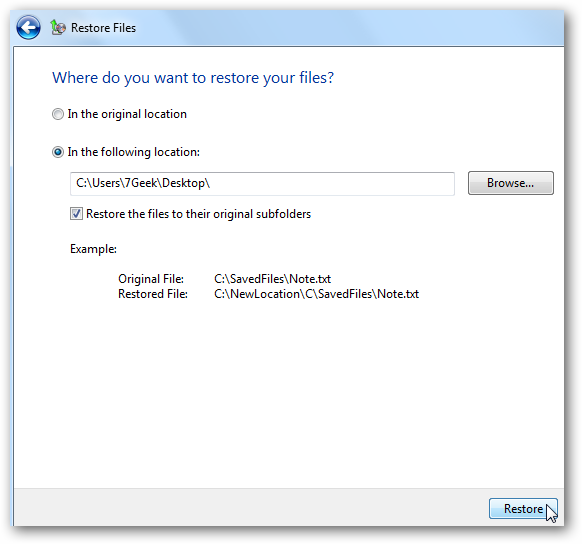 Restore Files
Where do you want to restore your files?
In the original location
In the following location:
C:\Users\7Geek\Desktop\
Browse...
Restore the files to their original subfolders
Example:
Original File: C:\SavedFiles\Note.txt
Restored File: C:\NewLocation\C\SavedFiles\Note.txt
Restore